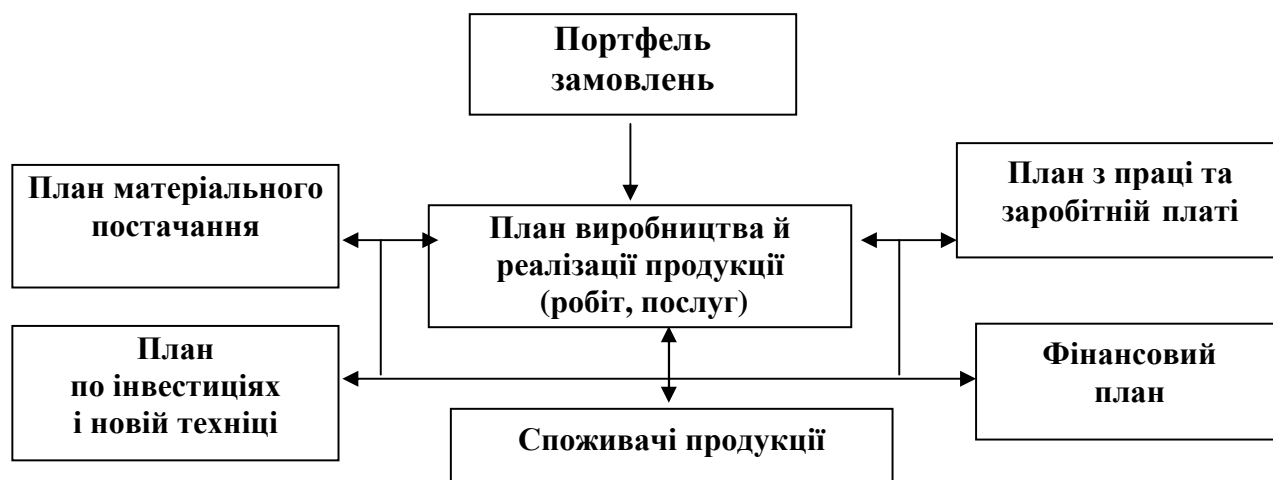 Портфель
замовлень
План матеріального
постачання
План з праці та
заробітній платі
План виробництва й
реалізації продукції
(робіт, послуг)
План
по інвестиціях
і новій техніці
Фінансовий
план
Споживачі продукції